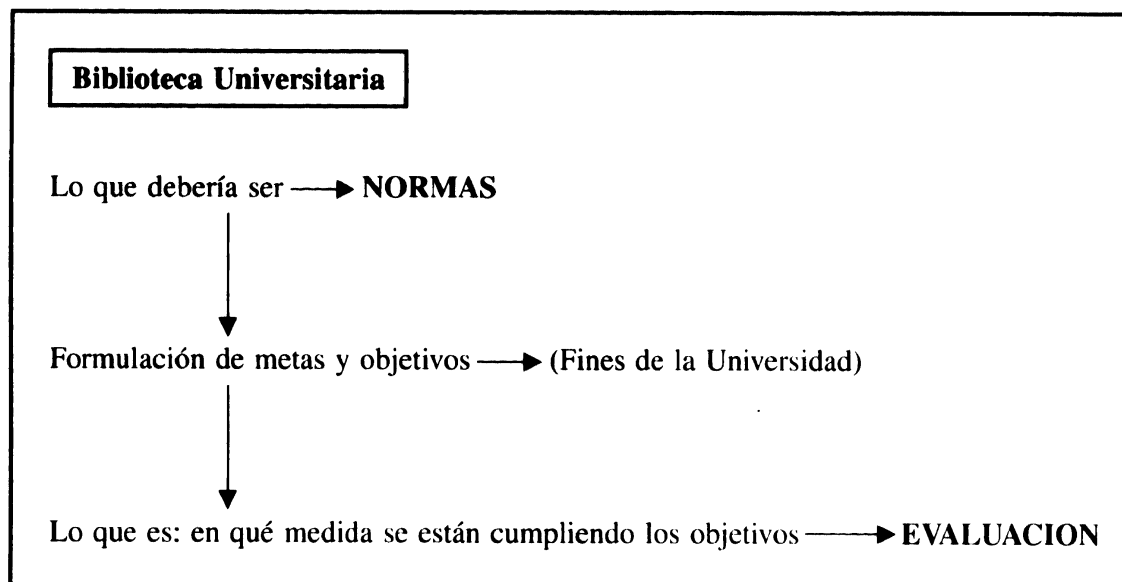 Biblioteca Universitaria
Lo que debería ser NORMAS
Formulación de metas y objetivos (Fines de la Universidad)
Lo que es: en qué medida se están cumpliendo los objetivos EVALUACION